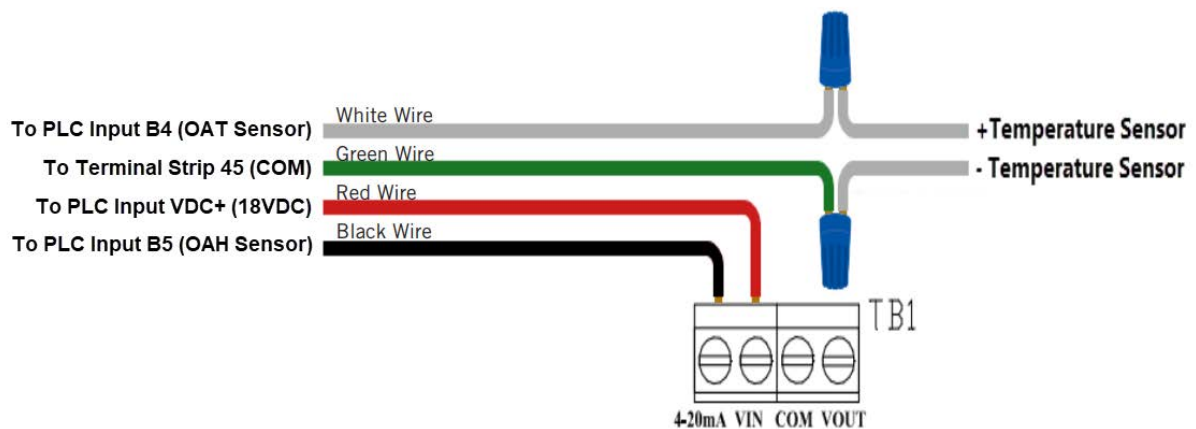 White Wire
To PLC Input B4 (OAT Sensor)
+Temperature Sensor
Green Wire
To Terminal Strip 45 (COM)
- Temperature Sensor
Red Wire
To PLC Input VDC+ (18VDC)
Black Wire
To PLC Input B5 (OAH Sensor)
TB1
4-20mA VIN COM VOUT